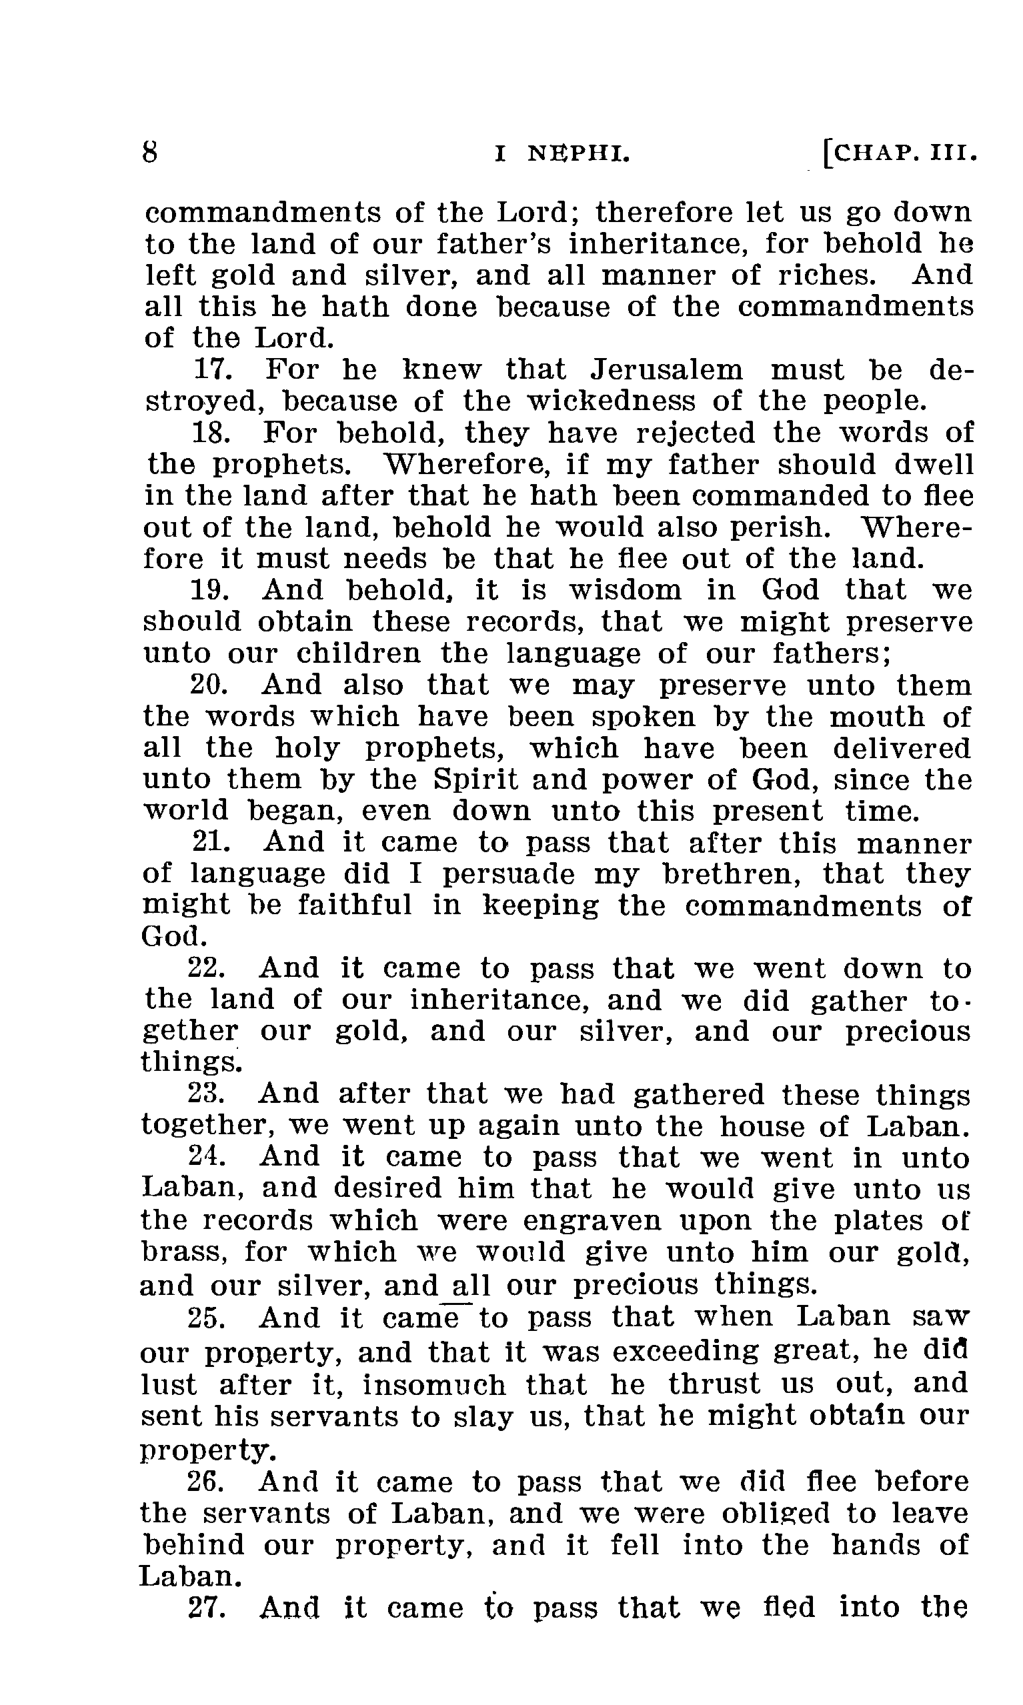 8 I NEPHI. [CHAP. III.
commandments of the Lord; therefore let us go down
to the land of our father's inheritance, for behold he
left gold and silver, and all manner of riches. And
all this he hath done because of the commandments
of the Lord.
17. For he knew that Jerusalem must be de-
stroyed, because of the wickedness of the people.
18. For behold, they have rejected the words of
the prophets. Wherefore, if my father should dwell
in the land after that he hath been commanded to flee
out of the land, behold he would also perish. Where-
fore it must needs be that he flee out of the land.
19. And behold, it is wisdom in God that we
should obtain these records, that we might preserve
unto our children the language of our fathers;
20. And also that we may preserve unto them
the words which have been spoken by the mouth of
all the holy prophets, which have been delivered
unto them by the Spirit and power of God, since the
world began, even down unto this present time.
21. And it came to pass that after this manner
of language did I persuade my brethren, that they
might be faithful in keeping the commandments of
God.
22. And it came to pass that we went down to
the land of our inheritance, and we did gather to-
gether our gold, and our silver, and our precious
things.
23. And after that we had gathered these things
together, we went up again unto the house of Laban.
24. And it came to pass that we went in unto
Laban, and desired him that he would give unto us
the records which were engraven upon the plates of
brass, for which we would give unto him our gold,
and our silver, and all our precious things.
25. And it came to pass that when Laban saw
our property, and that it was exceeding great, he did
lust after it, insomuch that he thrust us out, and
sent his servants to slay us, that he might obtain our
property.
26. And it came to pass that we did flee before
the servants of Laban, and we were obliged to leave
behind our property, and it fell into the hands of
Laban.
27. And it came to pass that we fled into the